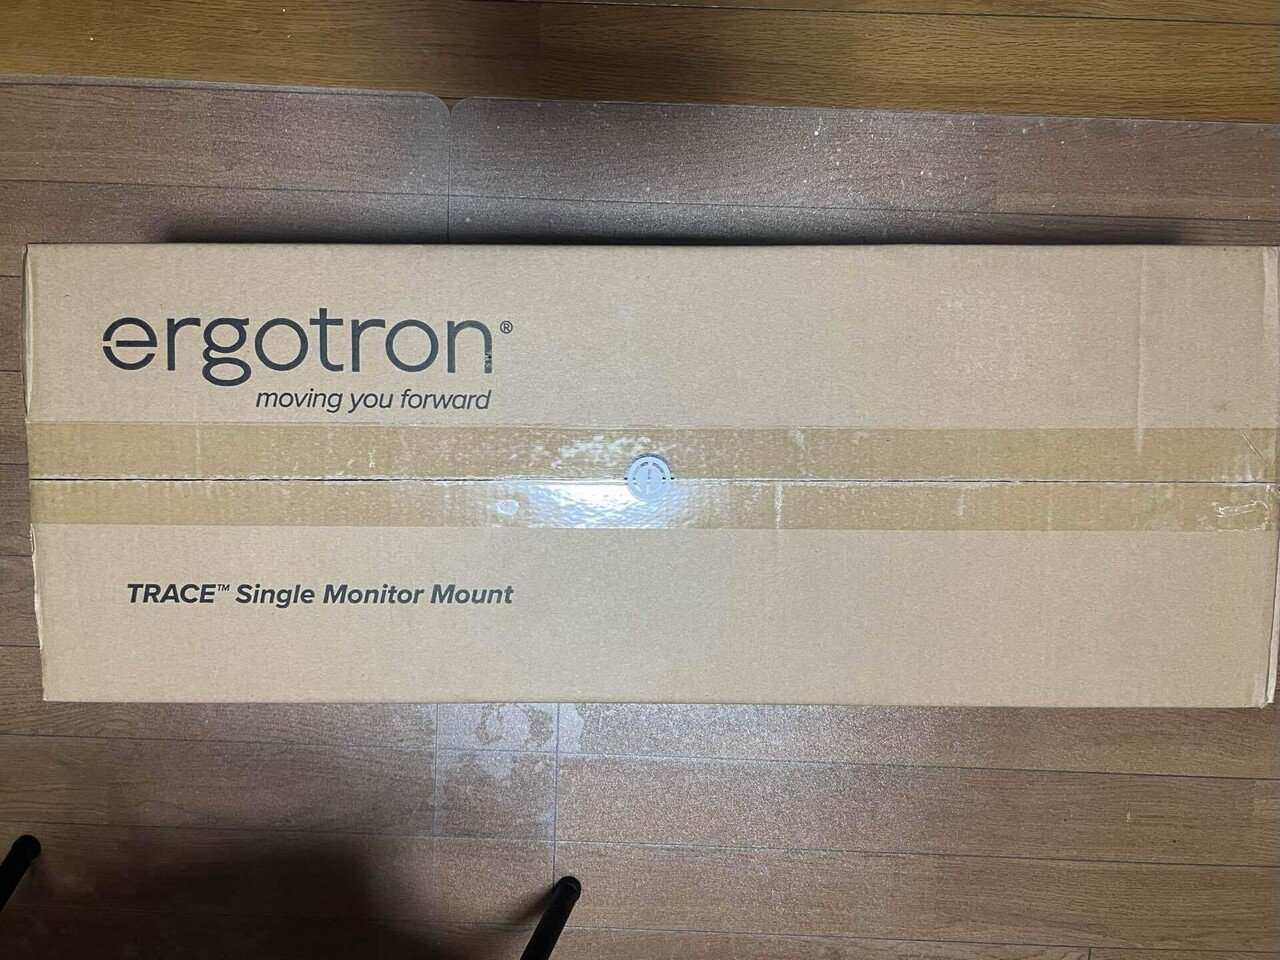 ergotron®
moving you forward
TRACE™ Single Monitor Mount